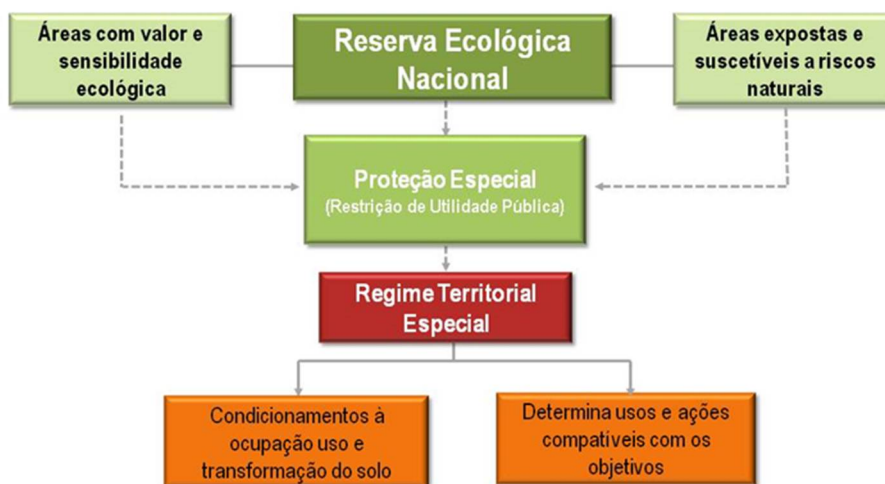 Áreas com valor e
sensibilidade
ecológica
Reserva Ecológica
Nacional
Áreas expostas e
suscetíveis a riscos
naturais
Proteção Especial
(Restrição de Utilidade Pública)
Regime Territorial
Especial
Condicionamentos à
ocupação uso e
transformação do solo
Determina usos e ações
compatíveis com os
objetivos